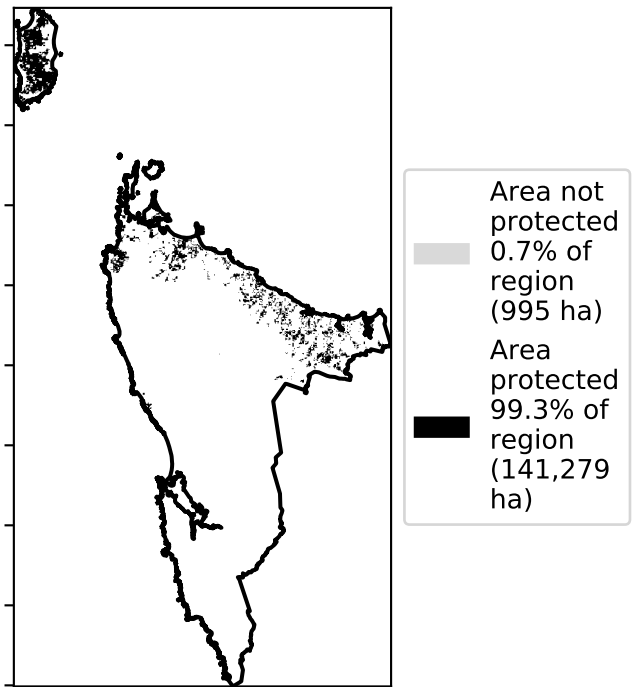 Area not
protected
0.7% of
region
(995 ha)
Area
protected
99.3% of
region
(141,279
ha)